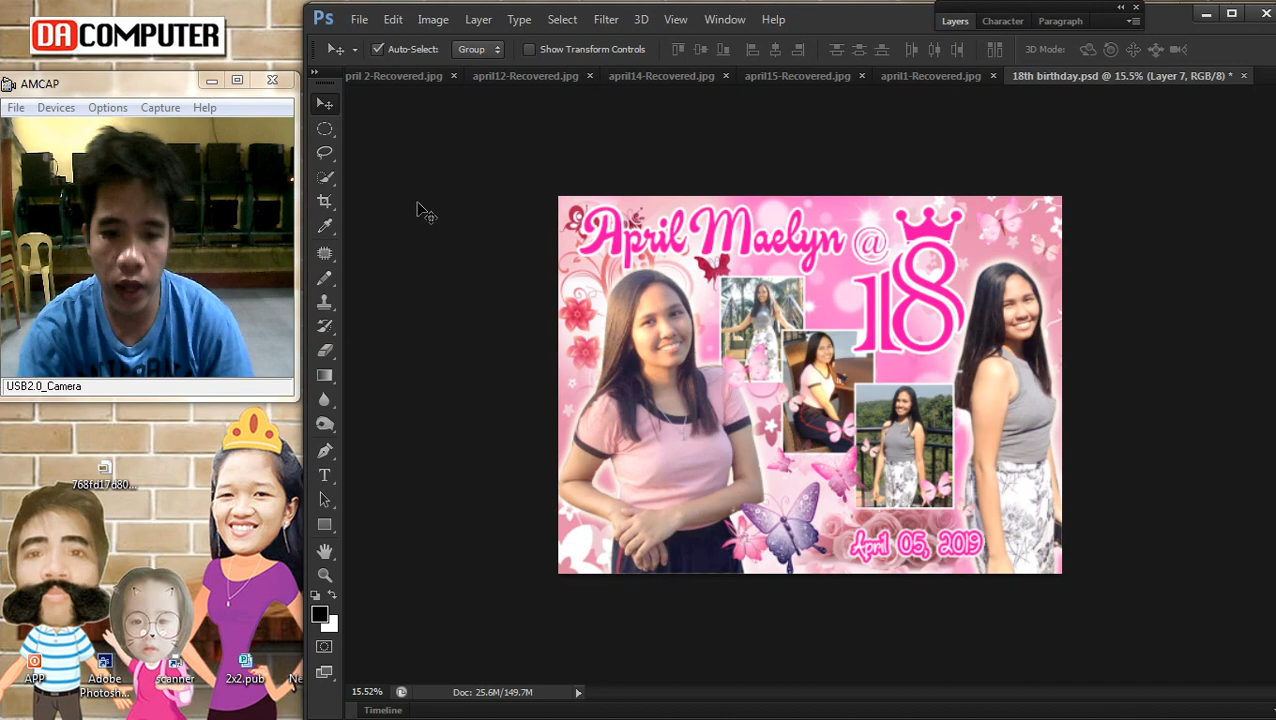 DA COMPUTER
AMCAP
File Devices Options Capture Help
USB2.0_Camera
768fd17d80...
APP
Adobe Photosh...
scanner
2x2.pub
Ne
Ps File Edit Image Layer Type Select Filter 3D View Window Help
Layers Character Paragraph
Auto-Select: Group Show Transform Controls 3D Mode:
pril 2-Recovered.jpg april12-Recovered.jpg april14-Recovered.jpg april15-Recovered.jpg april1-Recovered.jpg 18th birthday.psd @ 15.5% (Layer 7, RGB/8) *
April Maelyn @
18
April 05, 2019
15.52% Doc: 25.6M/149.7M
Timeline